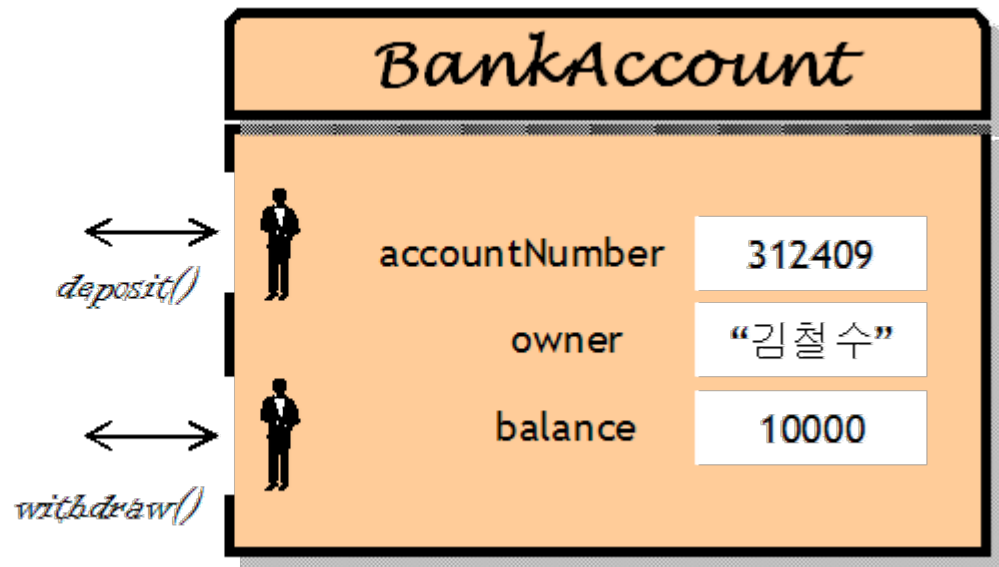 BankAccount
deposit()
accountNumber 312409
owner “김철수”
balance 10000
withdraw()